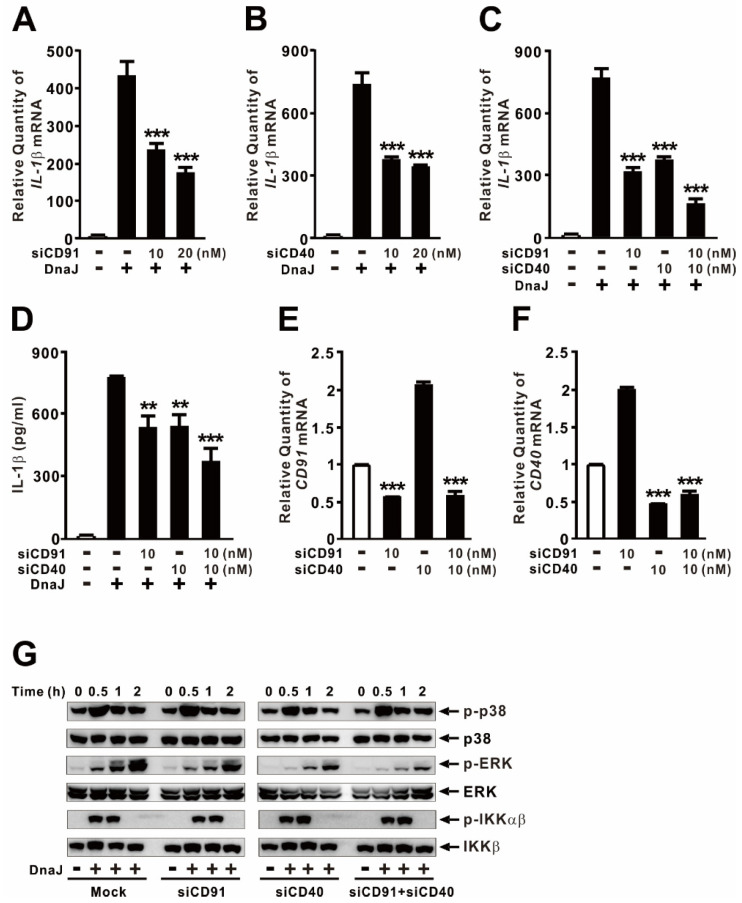 A
Relative Quantity of
IL-1β mRNA
500
400
300
200
100
0
***
***
siCD91 - - 10 20 (nM)
DnaJ - + + +
B
Relative Quantity of
IL-1β mRNA
900
600
300
0
***
***
siCD40 - - 10 20 (nM)
DnaJ - + + +
C
Relative Quantity of
IL-1β mRNA
900
600
300
0
***
***
***
siCD91 - - 10 - 10 (nM)
siCD40 - - - 10 10 (nM)
DnaJ - + + + +
D
IL-1β (pg/ml)
900
600
300
0
**
**
***
siCD91 - - 10 - 10 (nM)
siCD40 - - - 10 10 (nM)
DnaJ - + + + +
E
Relative Quantity of
CD91 mRNA
2.5
2
1.5
1
0.5
0
***
***
siCD91 - 10 - 10 (nM)
siCD40 - - 10 10 (nM)
F
Relative Quantity of
CD40 mRNA
2.5
2
1.5
1
0.5
0
***
***
siCD91 - 10 - 10 (nM)
siCD40 - - 10 10 (nM)
G
Time (h) 0 0.5 1 2 0 0.5 1 2 0 0.5 1 2 0 0.5 1 2
p-p38
p38
p-ERK
ERK
p-IKKαβ
IKKβ
DnaJ - + + + - + + + - + + + - + + +
Mock siCD91 siCD40 siCD91+siCD40